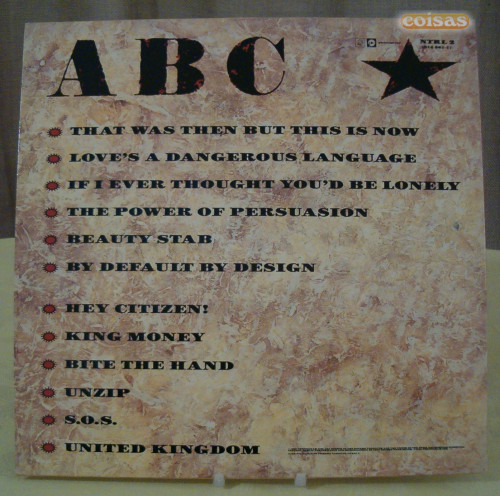 coisas
ABC
NTRL 2
THAT WAS THEN BUT THIS IS NOW
LOVE'S A DANGEROUS LANGUAGE
IF I EVER THOUGHT YOU'D BE LONELY
THE POWER OF PERSUASION
BEAUTY STAB
BY DEFAULT BY DESIGN
HEY CITIZEN!
KING MONEY
BITE THE HAND
UNZIP
S.O.S.
UNITED KINGDOM